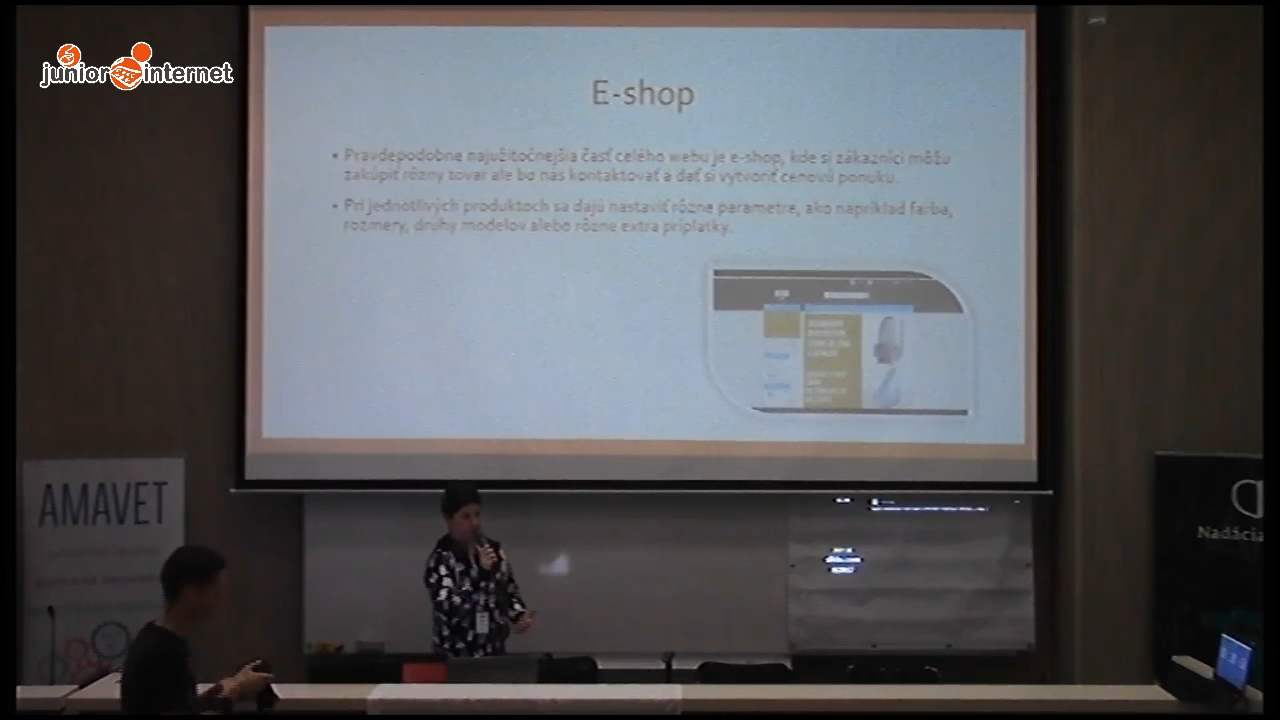 junior internet
E-shop
• Pravdepodobne najužitočnejšia časť celého webu je e-shop, kde si zákazníci môžu
zakúpiť rôzny tovar ale bo nás kontaktovať a dať si vytvoriť cenovú ponuku.
• Pri jednotlivých produktoch sa dajú nastaviť rôzne parametre, ako napríklad farba,
rozmery, druhy modelov alebo rôzne extra príplatky.
AMAVET
Nadácia